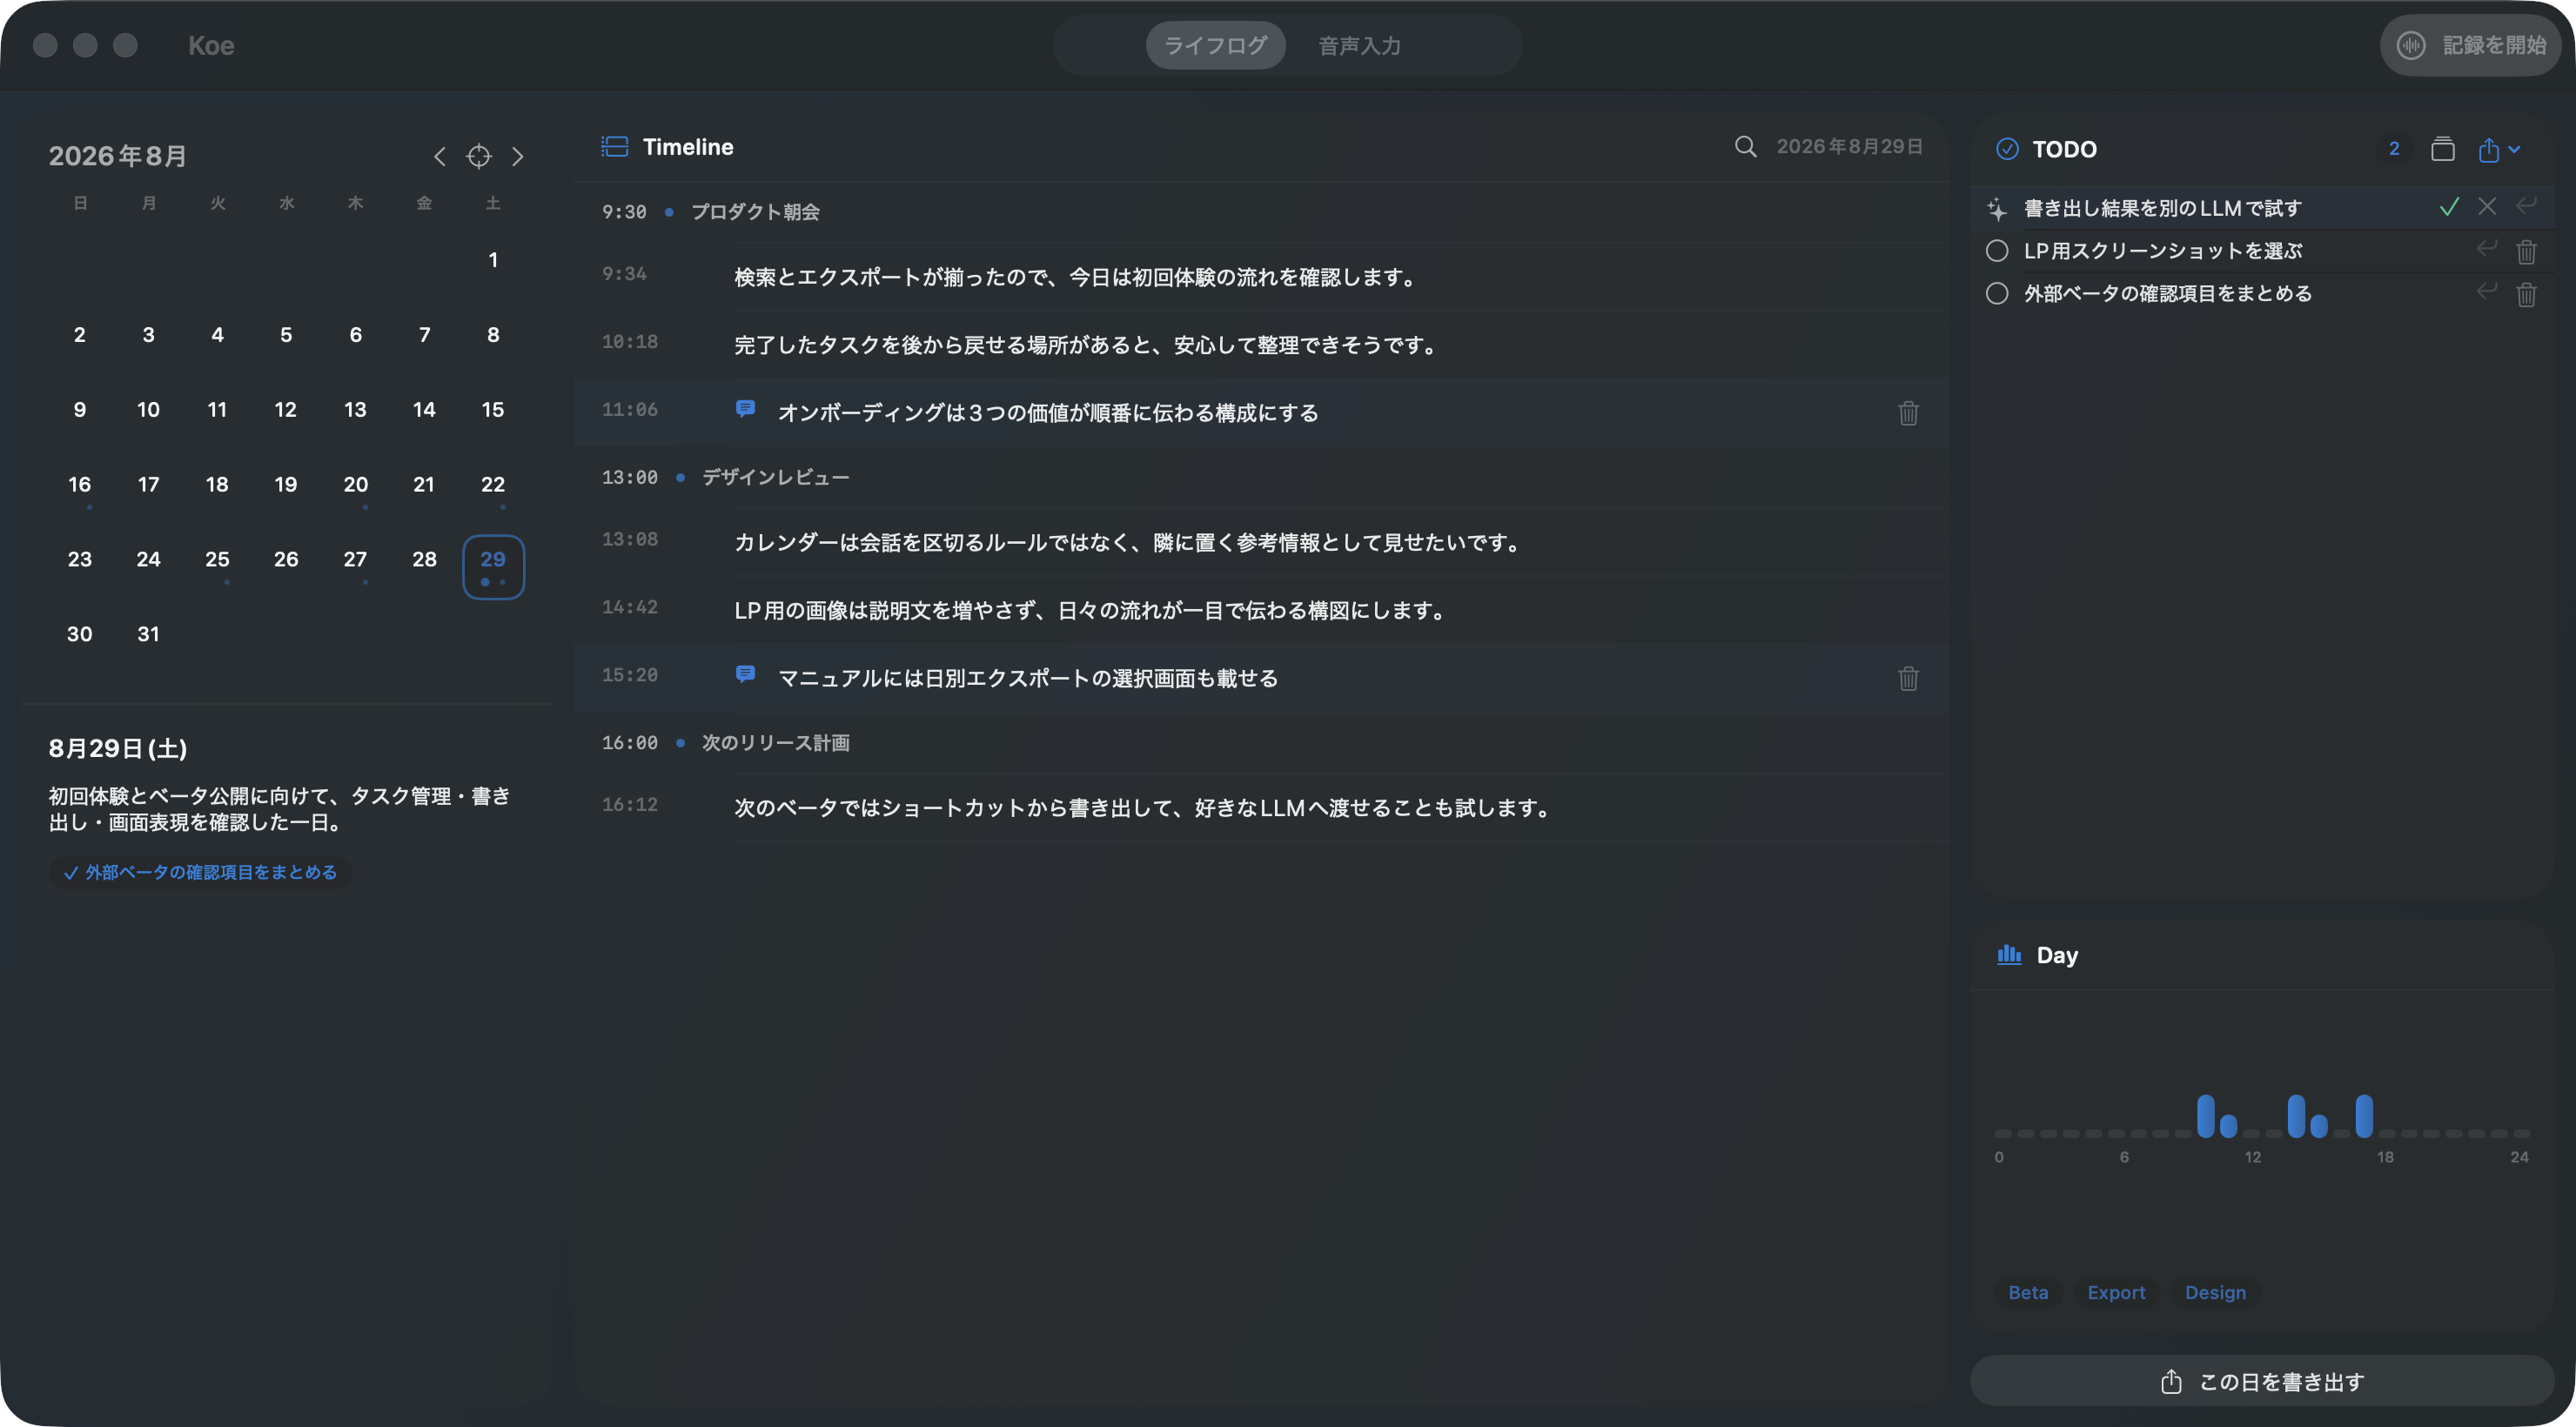 Koe
ライフログ 音声入力
記録を開始
2026年8月
日 月 火 水 木 金 土
1
2 3 4 5 6 7 8
9 10 11 12 13 14 15
16 17 18 19 20 21 22
23 24 25 26 27 28 29
30 31
8月29日(土)
初回体験とベータ公開に向けて、タスク管理・書き
出し・画面表現を確認した一日。
外部ベータの確認項目をまとめる
Timeline 2026年8月29日
9:30 プロダクト朝会
9:34 検索とエクスポートが揃ったので、今日は初回体験の流れを確認します。
10:18 完了したタスクを後から戻せる場所があると、安心して整理できそうです。
11:06 オンボーディングは3つの価値が順番に伝わる構成にする
13:00 デザインレビュー
13:08 カレンダーは会話を区切るルールではなく、隣に置く参考情報として見せたいです。
14:42 LP用の画像は説明文を増やさず、日々の流れが一目で伝わる構図にします。
15:20 マニュアルには日別エクスポートの選択画面も載せる
16:00 次のリリース計画
16:12 次のベータではショートカットから書き出して、好きなLLMへ渡せることも試します。
TODO 2
書き出し結果を別のLLMで試す
LP用スクリーンショットを選ぶ
外部ベータの確認項目をまとめる
Day
0 6 12 18 24
Beta Export Design
この日を書き出す